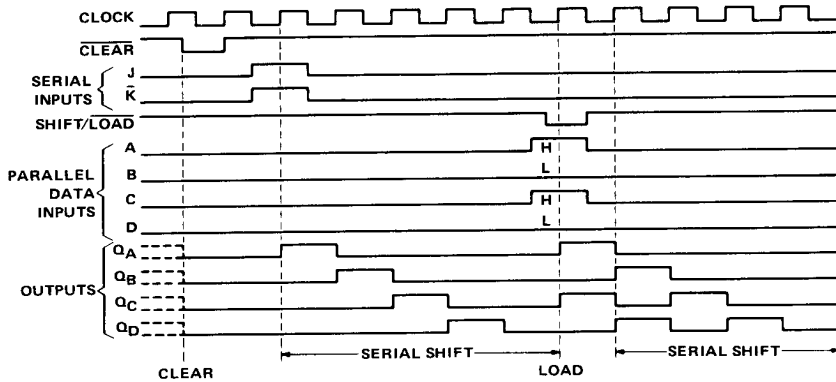 CLOCK
CLEAR
SERIAL INPUTS
J
K
SHIFT/LOAD
PARALLEL DATA INPUTS
A
H
B
L
C
H
D
L
OUTPUTS
QA
QB
QC
QD
SERIAL SHIFT
SERIAL SHIFT
CLEAR
LOAD